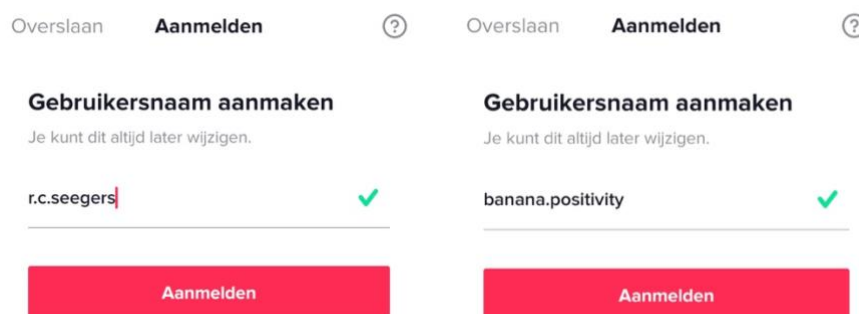 Overslaan Aanmelden ?
Gebruikersnaam aanmaken
Je kunt dit altijd later wijzigen.
r.c.seegers
Aanmelden
Overslaan Aanmelden ?
Gebruikersnaam aanmaken
Je kunt dit altijd later wijzigen.
banana.positivity
Aanmelden